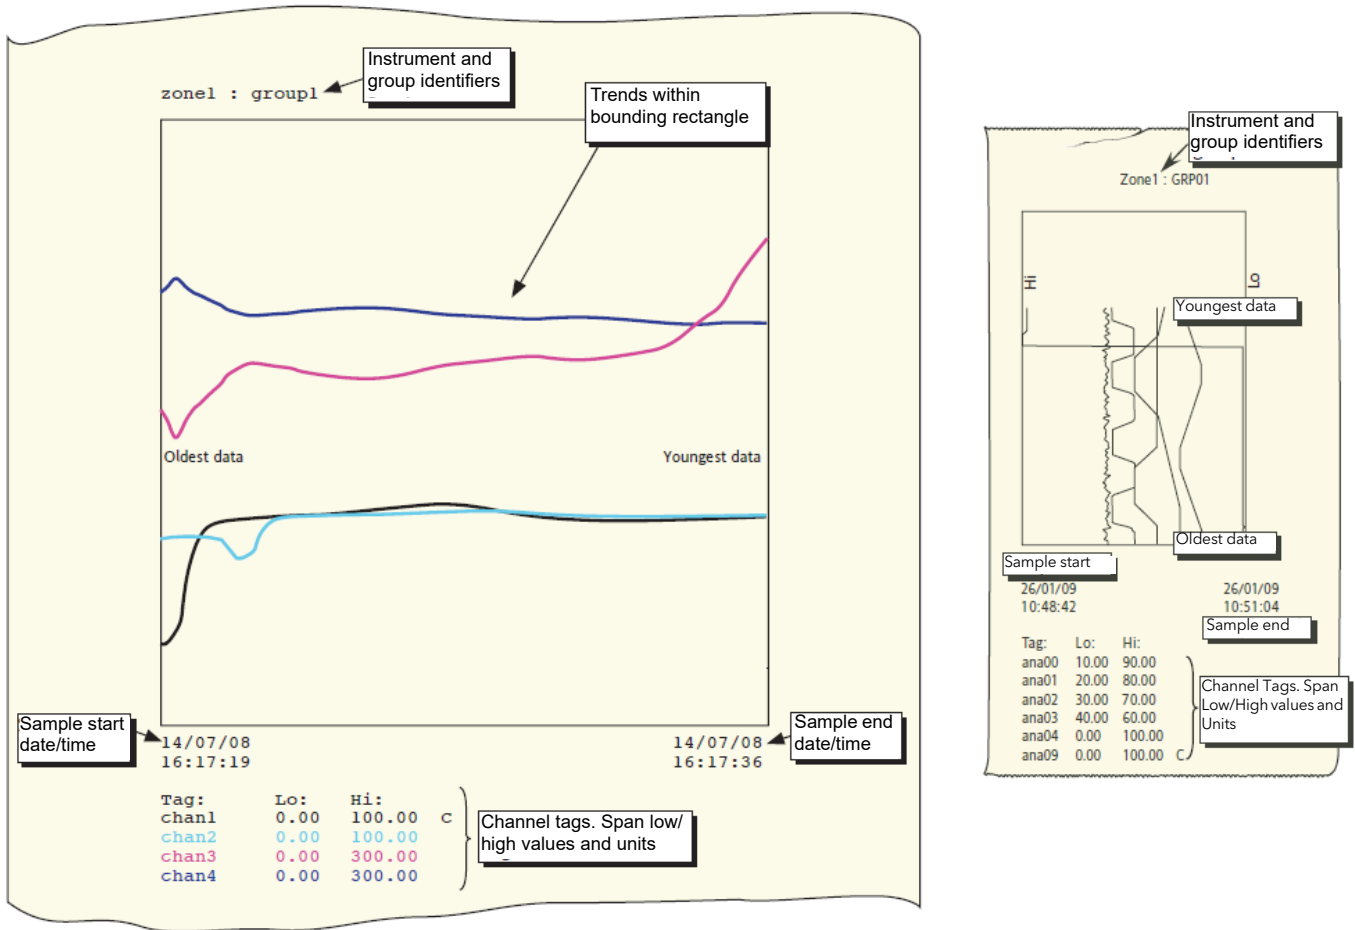 Instrument and
group identifiers
zone1 : group1
Trends within
bounding rectangle
Oldest data
Youngest data
Sample start
date/time
14/07/08
16:17:19
14/07/08
16:17:36
Sample end
date/time
Tag: Lo: Hi:
chan1 0.00 100.00 C
chan2 0.00 100.00
chan3 0.00 300.00
chan4 0.00 300.00
Channel tags. Span low/
high values and units
Instrument and
group identifiers
Zone1 : GRP01
Hi
Lo
Youngest data
Oldest data
Sample start
26/01/09
10:48:42
26/01/09
10:51:04
Sample end
Tag: Lo: Hi:
ana00 10.00 90.00
ana01 20.00 80.00
ana02 30.00 70.00
ana03 40.00 60.00
ana04 0.00 100.00
ana09 0.00 100.00 C
Channel Tags. Span
Low/High values and
Units